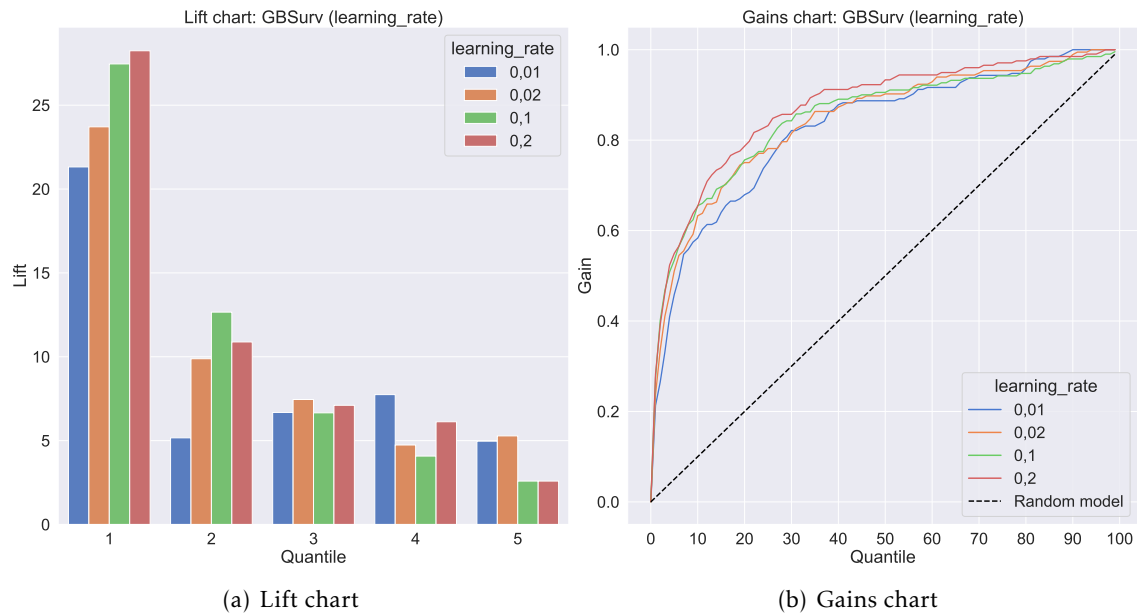 Lift chart: GBSurv (learning_rate)
learning_rate
0,01
0,02
0,1
0,2
Lift
25
20
15
10
5
0
1 2 3 4 5
Quantile
(a) Lift chart
Gains chart: GBSurv (learning_rate)
Gain
1.0
0.8
0.6
0.4
0.2
0.0
learning_rate
0,01
0,02
0,1
0,2
Random model
0 10 20 30 40 50 60 70 80 90 100
Quantile
(b) Gains chart